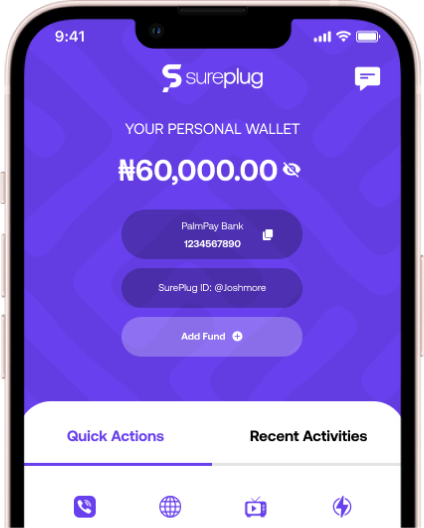 9:41
sureplug
YOUR PERSONAL WALLET
₦60,000.00
PalmPay Bank
1234567890
SurePlug ID: @Joshmore
Add Fund
Quick Actions
Recent Activities